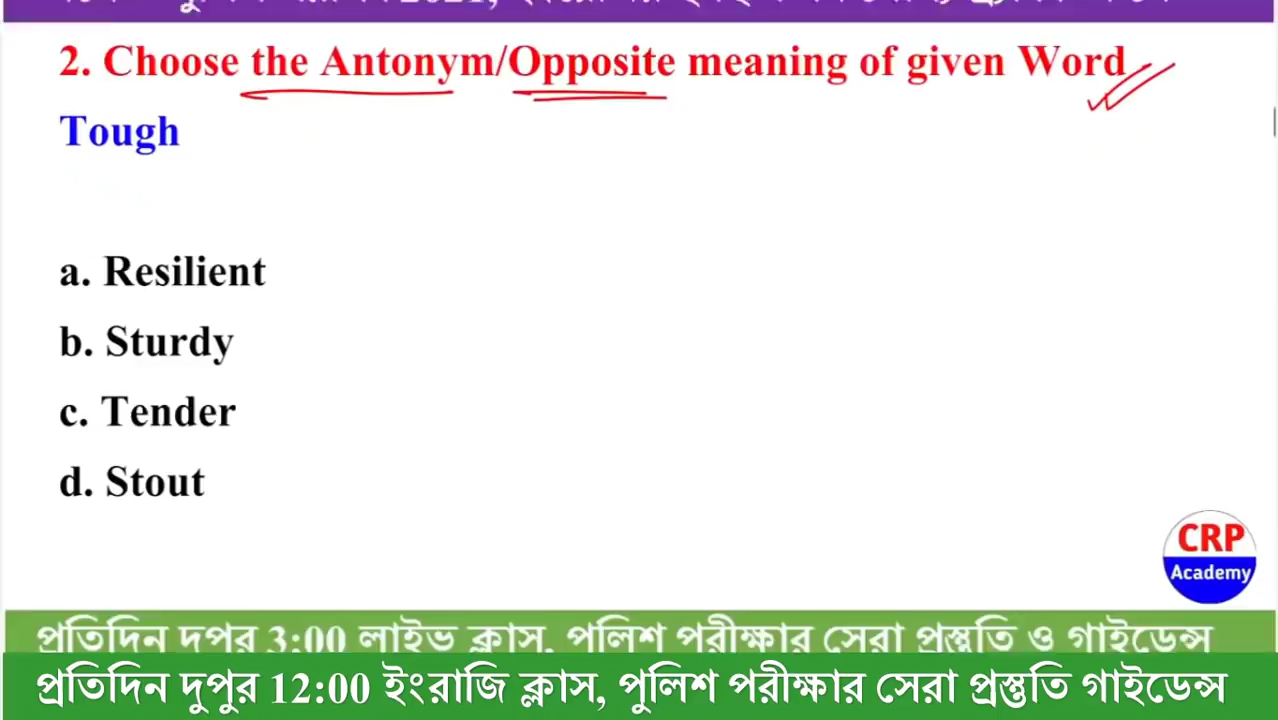 2. Choose the Antonym/Opposite meaning of given Word
Tough
a. Resilient
b. Sturdy
c. Tender
d. Stout
CRP
Academy
প্রতিদিন দুপুর 3:00 লাইভ ক্লাস, পুলিশ পরীক্ষার সেরা প্রস্তুতি ও গাইডেন্স
প্রতিদিন দুপুর 12:00 ইংরাজি ক্লাস, পুলিশ পরীক্ষার সেরা প্রস্তুতি গাইডেন্স